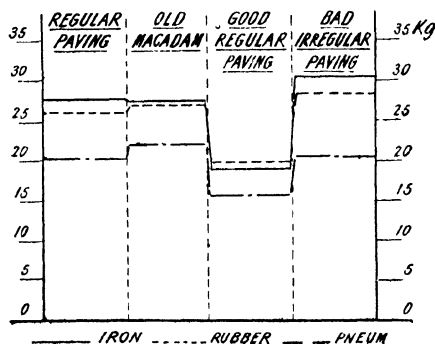 REGULAR PAVING
OLD MACADAM
GOOD REGULAR PAVING
BAD IRREGULAR PAVING
35
30
25
20
15
10
5
0
35 Kg
30
25
20
15
10
5
0
IRON RUBBER PNEUM